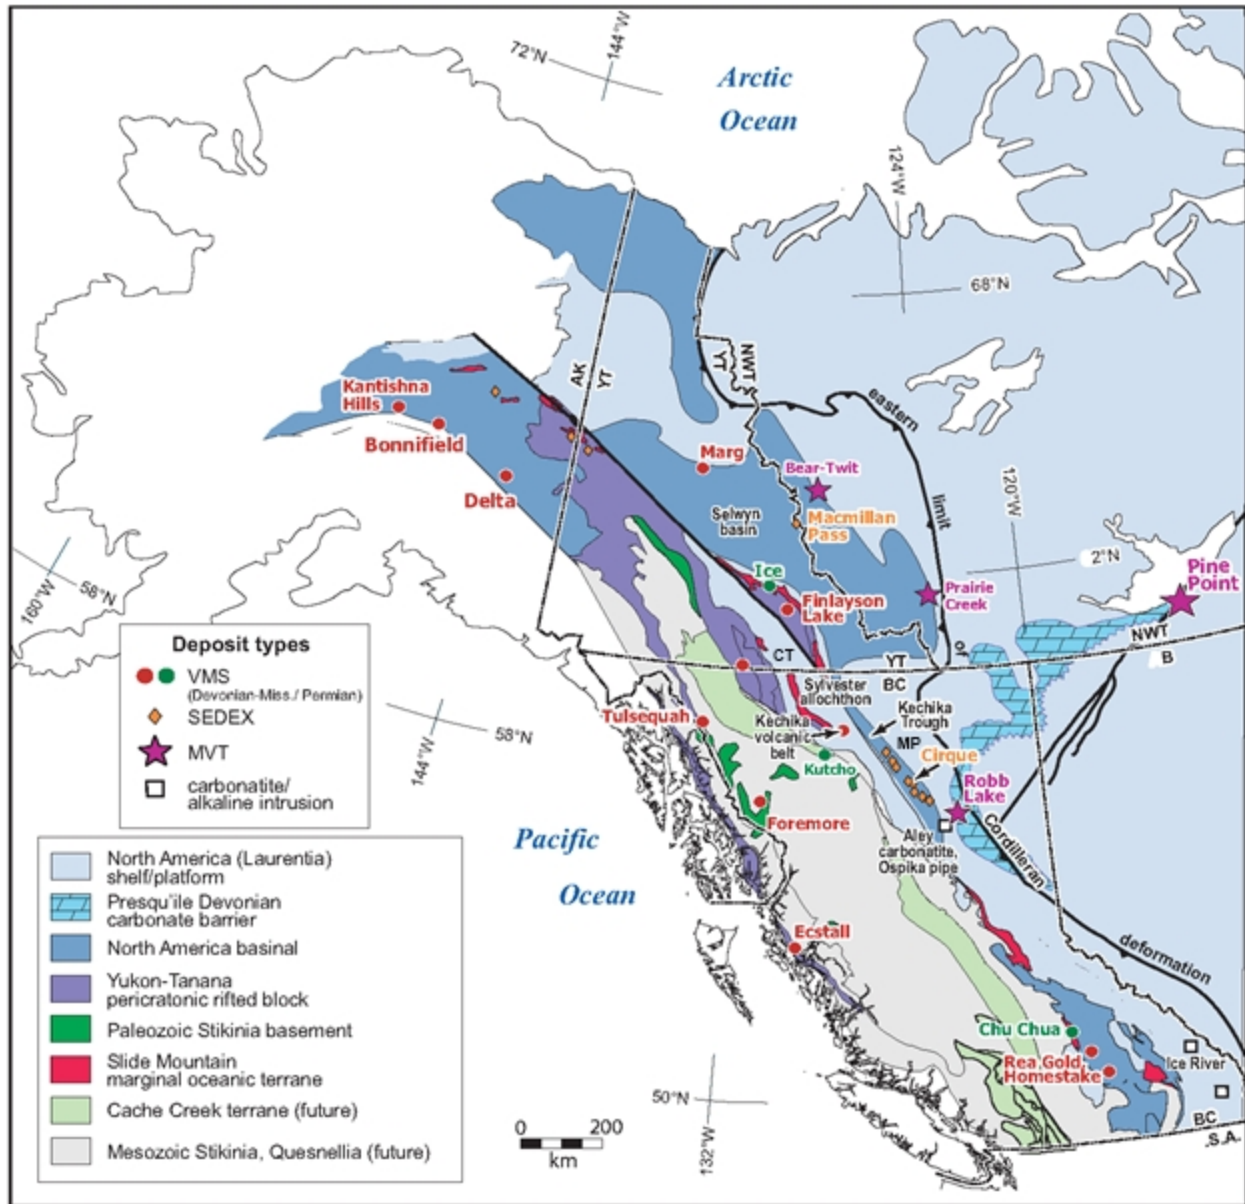 Arctic
Ocean
72°N
144°W
124°W
68°N
AK
YT
YT
NWT
eastern
limit
of
Cordilleran
deformation
Kantishna
Hills
Bonnifield
Delta
Marg
Bear-Twit
Selwyn
basin
Macmillan
Pass
120°W
2°N
Pine
Point
Ice
Finlayson
Lake
Prairie
Creek
160°W
58°N
NWT
B
CT
YT
BC
Sylvester
allochthon
Kechika
Trough
Kechika
volcanic
belt
MP
Cirque
Tulsequah
Kutcho
Robb
Lake
Foremore
Aley
carbonatite,
Ospika pipe
144°W
58°N
Deposit types
VMS
(Devonian-Miss./ Permian)
SEDEX
MVT
carbonatite/
alkaline intrusion
Pacific
Ocean
Ecstall
Chu Chua
Rea Gold,
Homestake
Ice River
BC
.S.A.
50°N
132°W
0 200
km
North America (Laurentia)
shelf/platform
Presqu'ile Devonian
carbonate barrier
North America basinal
Yukon-Tanana
pericratonic rifted block
Paleozoic Stikinia basement
Slide Mountain
marginal oceanic terrane
Cache Creek terrane (future)
Mesozoic Stikinia, Quesnellia (future)